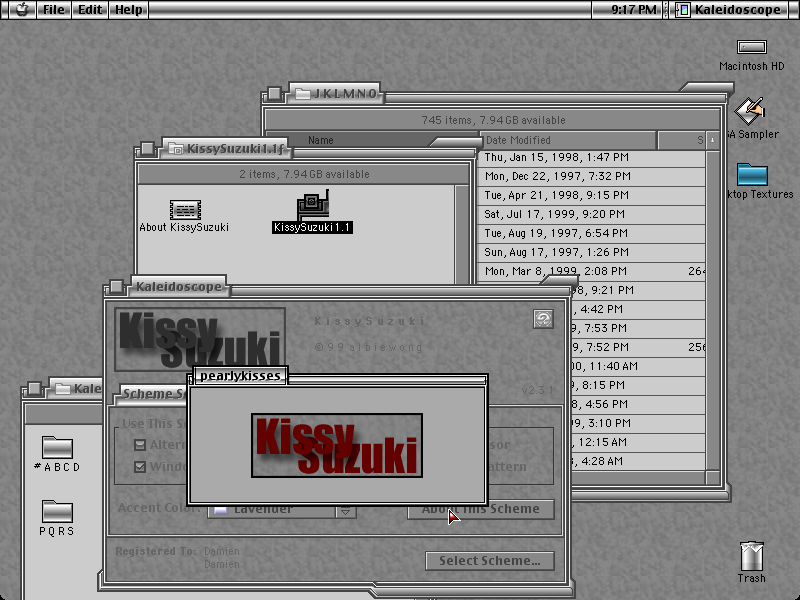 File Edit Help
9:17 PM Kaleidoscope
Macintosh HD
SA Sampler
ktop Textures
Trash
JKLMNO
745 items, 7.94 GB available
Name Date Modified S
Thu, Jan 15, 1998, 1:47 PM
Mon, Dec 22, 1997, 7:32 PM
Tue, Apr 21, 1998, 9:15 PM
Sat, Jul 17, 1999, 9:20 PM
Tue, Aug 19, 1997, 6:54 PM
Sun, Aug 17, 1997, 1:26 PM
Mon, Mar 8, 1999, 2:08 PM 264
98, 9:21 PM
, 4:42 PM
, 7:53 PM
9, 7:52 PM 256
00, 11:40 AM
, 8:15 PM
8, 4:56 PM
9, 3:10 PM
, 12:15 AM
, 4:28 AM
KissySuzuki1.1f
2 items, 7.94 GB available
About KissySuzuki
KissySuzuki 1.1
Kale
#ABCD
PQRS
Kaleidoscope
Kissy
Suzuki
KissySuzuki
©99 albiewong
v2.3.1
Scheme S
Use This S
Altern
Windo
sor
attern
Accent Color:
Lavender
About This Scheme
Registered To: Damien
Damien
Select Scheme...
pearlykisses
Kissy
Suzuki